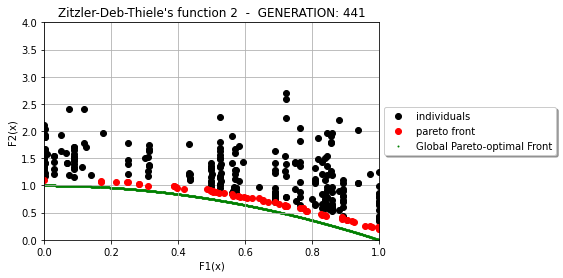 Zitzler-Deb-Thiele's function 2 - GENERATION: 441
4.0
3.5
3.0
2.5
2.0
1.5
1.0
0.5
0.0
F2(x)
0.0 0.2 0.4 0.6 0.8 1.0
F1(x)
individuals
pareto front
Global Pareto-optimal Front